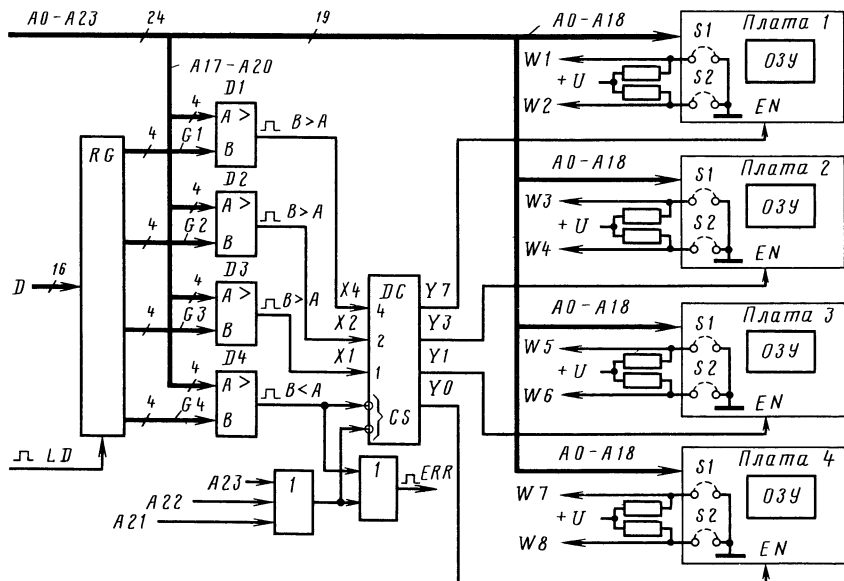 A0-A23 24 19 A0-A18 S1 Плата 1
W1 ОЗУ
A17-A20 +U S2
D1 W2 EN
4 A > B>A
4 G1 B
RG
D2 A0-A18 S1 Плата 2
4 A > B>A W3 ОЗУ
4 G2 B +U S2
D3 W4 EN
D 16 4 A > B>A X4 DC Y7
4 G3 B X2 4 Y3 A0-A18 S1 Плата 3
X1 2 Y1 W5 ОЗУ
D4 1 Y0 +U S2
4 A > B<A CS W6 EN
4 G4 B
LD A0-A18 S1 Плата 4
A23 1 1 ERR W7 ОЗУ
A22 +U S2
A21 W8 EN